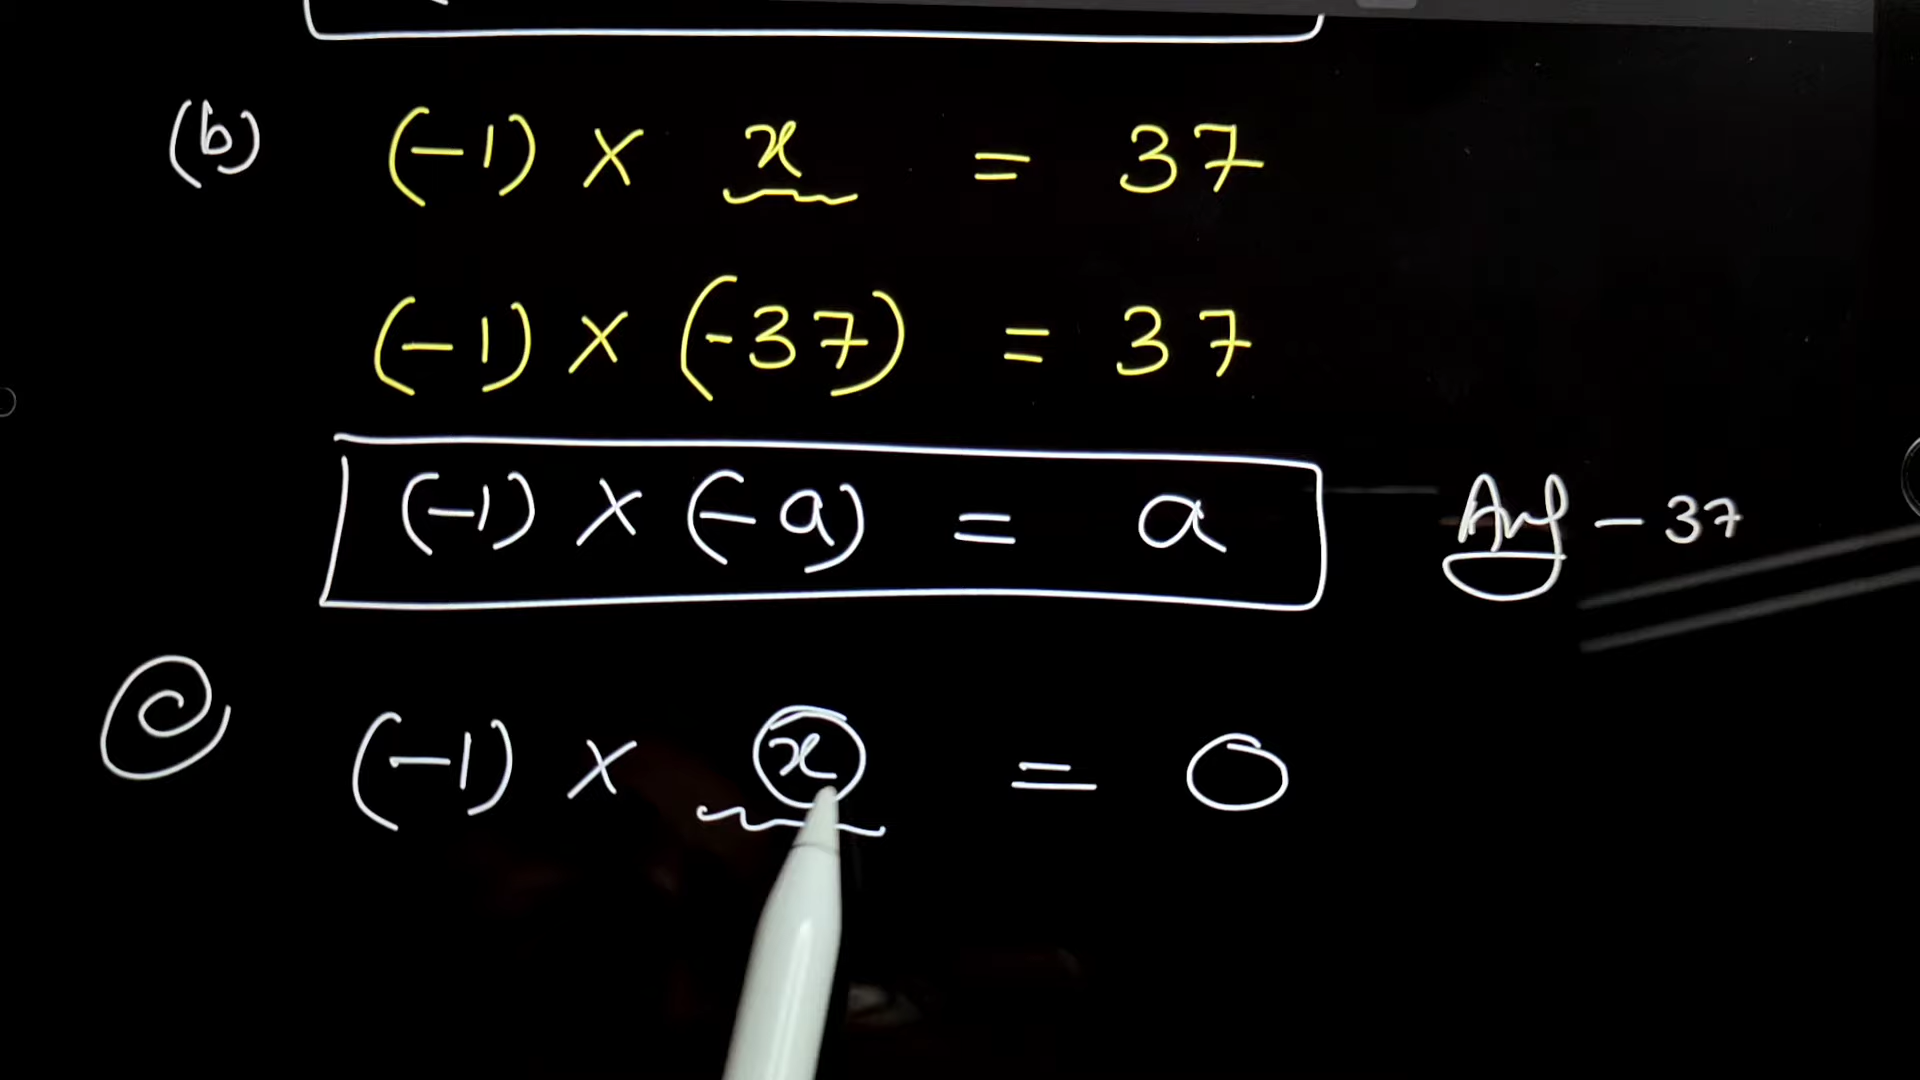 (b) (-1) × x = 37
(-1) × (-37) = 37
(-1) × (-a) = a Ans - 37
(c) (-1) × x = 0